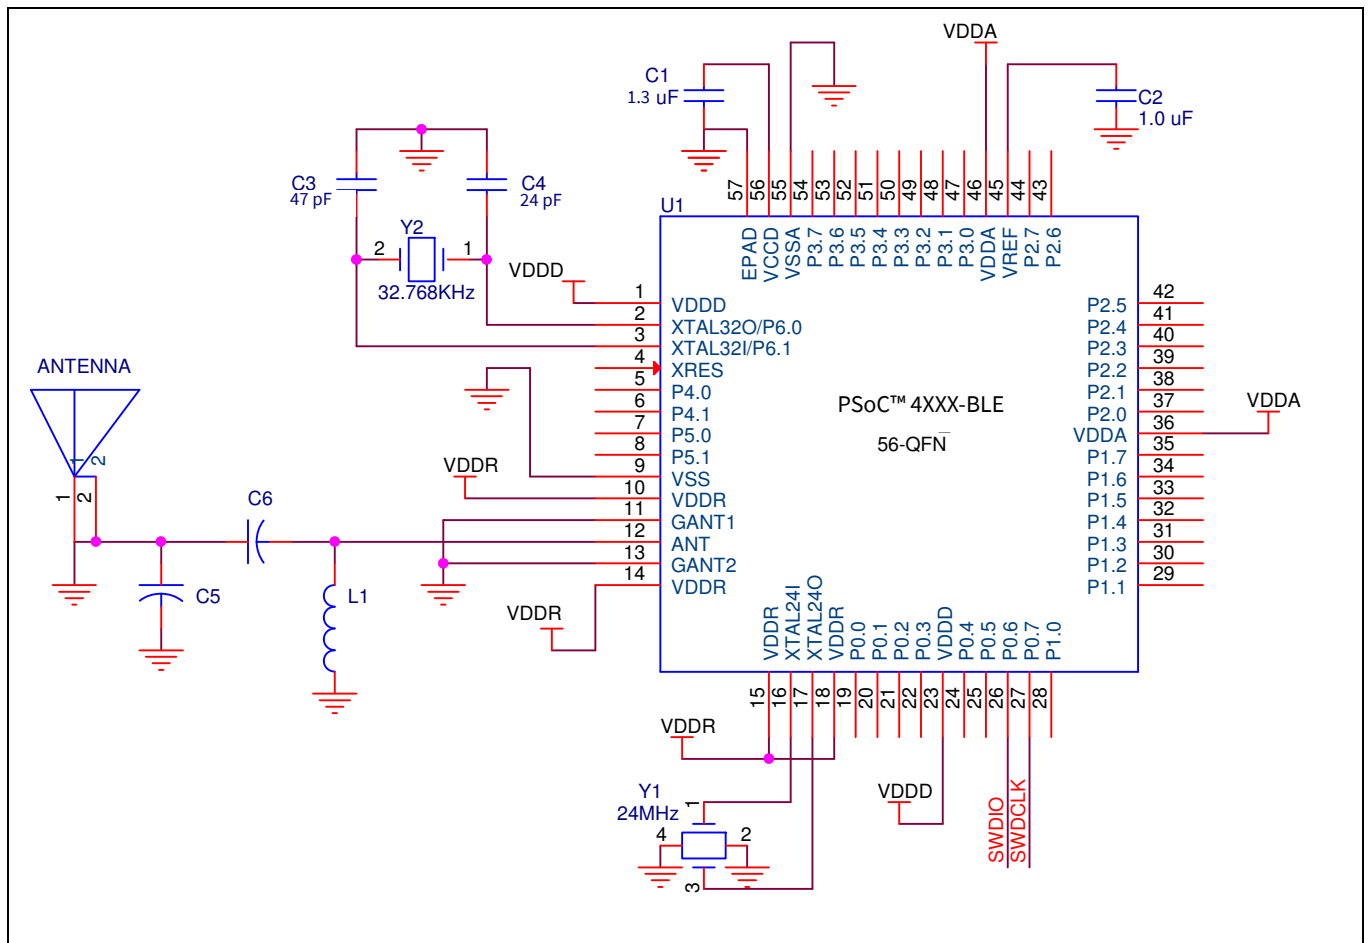 VDDA
C1
1.3 uF
C2
1.0 uF
C3
47 pF
C4
24 pF
Y2
2
1
32.768KHz
57
56
55
54
53
52
51
50
49
48
47
46
45
44
43
U1
EPAD
VCCD
VSSA
P3.7
P3.6
P3.5
P3.4
P3.3
P3.2
P3.1
P3.0
VDDA
VREF
P2.7
P2.6
VDDD
1 VDDD
2 XTAL32O/P6.0
3 XTAL32I/P6.1
4 XRES
5 P4.0
6 P4.1
7 P5.0
8 P5.1
9 VSS
10 VDDR
11 GANT1
12 ANT
13 GANT2
14 VDDR
PSoC™ 4XXX-BLE
56-QFN
P2.5 42
P2.4 41
P2.3 40
P2.2 39
P2.1 38
P2.0 37
VDDA 36
P1.7 35
P1.6 34
P1.5 33
P1.4 32
P1.3 31
P1.2 30
P1.1 29
VDDA
ANTENNA
1
2
1
2
VDDR
C6
C5
L1
VDDR
VDDR
XTAL24I
XTAL24O
VDDR
P0.0
P0.1
P0.2
P0.3
VDDD
P0.4
P0.5
P0.6
P0.7
P1.0
15
16
17
18
19
20
21
22
23
24
25
26
27
28
VDDR
Y1
24MHz
1
4
2
3
VDDD
SWDIO
SWDCLK